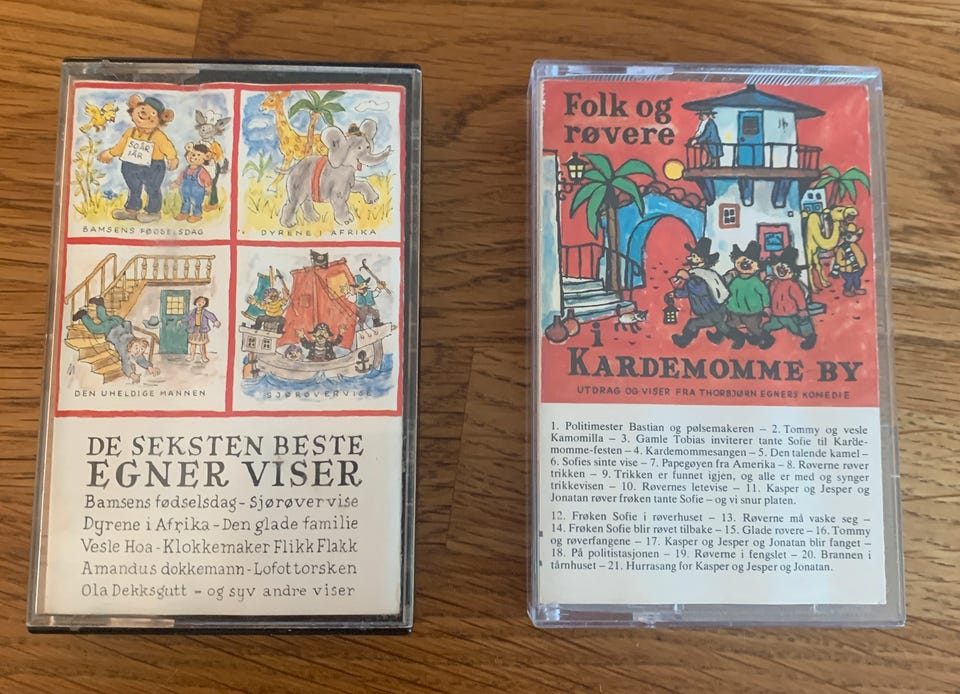 50 ÅR
I ÅR
BAMSENS FØDSELSDAG
DYRENE I AFRIKA
DEN UHELDIGE MANNEN
SJØRØVERVISE
DE SEKSTEN BESTE
EGNER VISER
Bamsens fødselsdag – Sjørøvervise
Dyrene i Afrika – Den glade familie
Vesle Hoa – Klokkemaker Flikk Flakk
Amandus dokkemann – Lofottorsken
Ola Dekksgutt – og syv andre viser
Folk og
røvere
i
KARDEMOMME BY
UTDRAG OG VISER FRA THORBJØRN EGNERS KOMEDIE
1. Politimester Bastian og pølsemakeren – 2. Tommy og vesle
Kamomilla – 3. Gamle Tobias inviterer tante Sofie til Karde-
momme-festen – 4. Kardemommesangen – 5. Den talende kamel –
6. Sofies sinte vise – 7. Papegøyen fra Amerika – 8. Røverne røver
trikken – 9. Trikken er funnet igjen, og alle er med og synger
trikkevisen – 10. Røvernes letevise – 11. Kasper og Jesper og
Jonatan røver frøken tante Sofie – og vi snur platen.
12. Frøken Sofie i røverhuset – 13. Røverne må vaske seg –
14. Frøken Sofie blir røvet tilbake – 15. Glade røvere – 16. Tommy
og røverfangene – 17. Kasper og Jesper og Jonatan blir fanget –
18. På politistasjonen – 19. Røverne i fengslet – 20. Brannen i
tårnhuset – 21. Hurrasang for Kasper og Jesper og Jonatan.